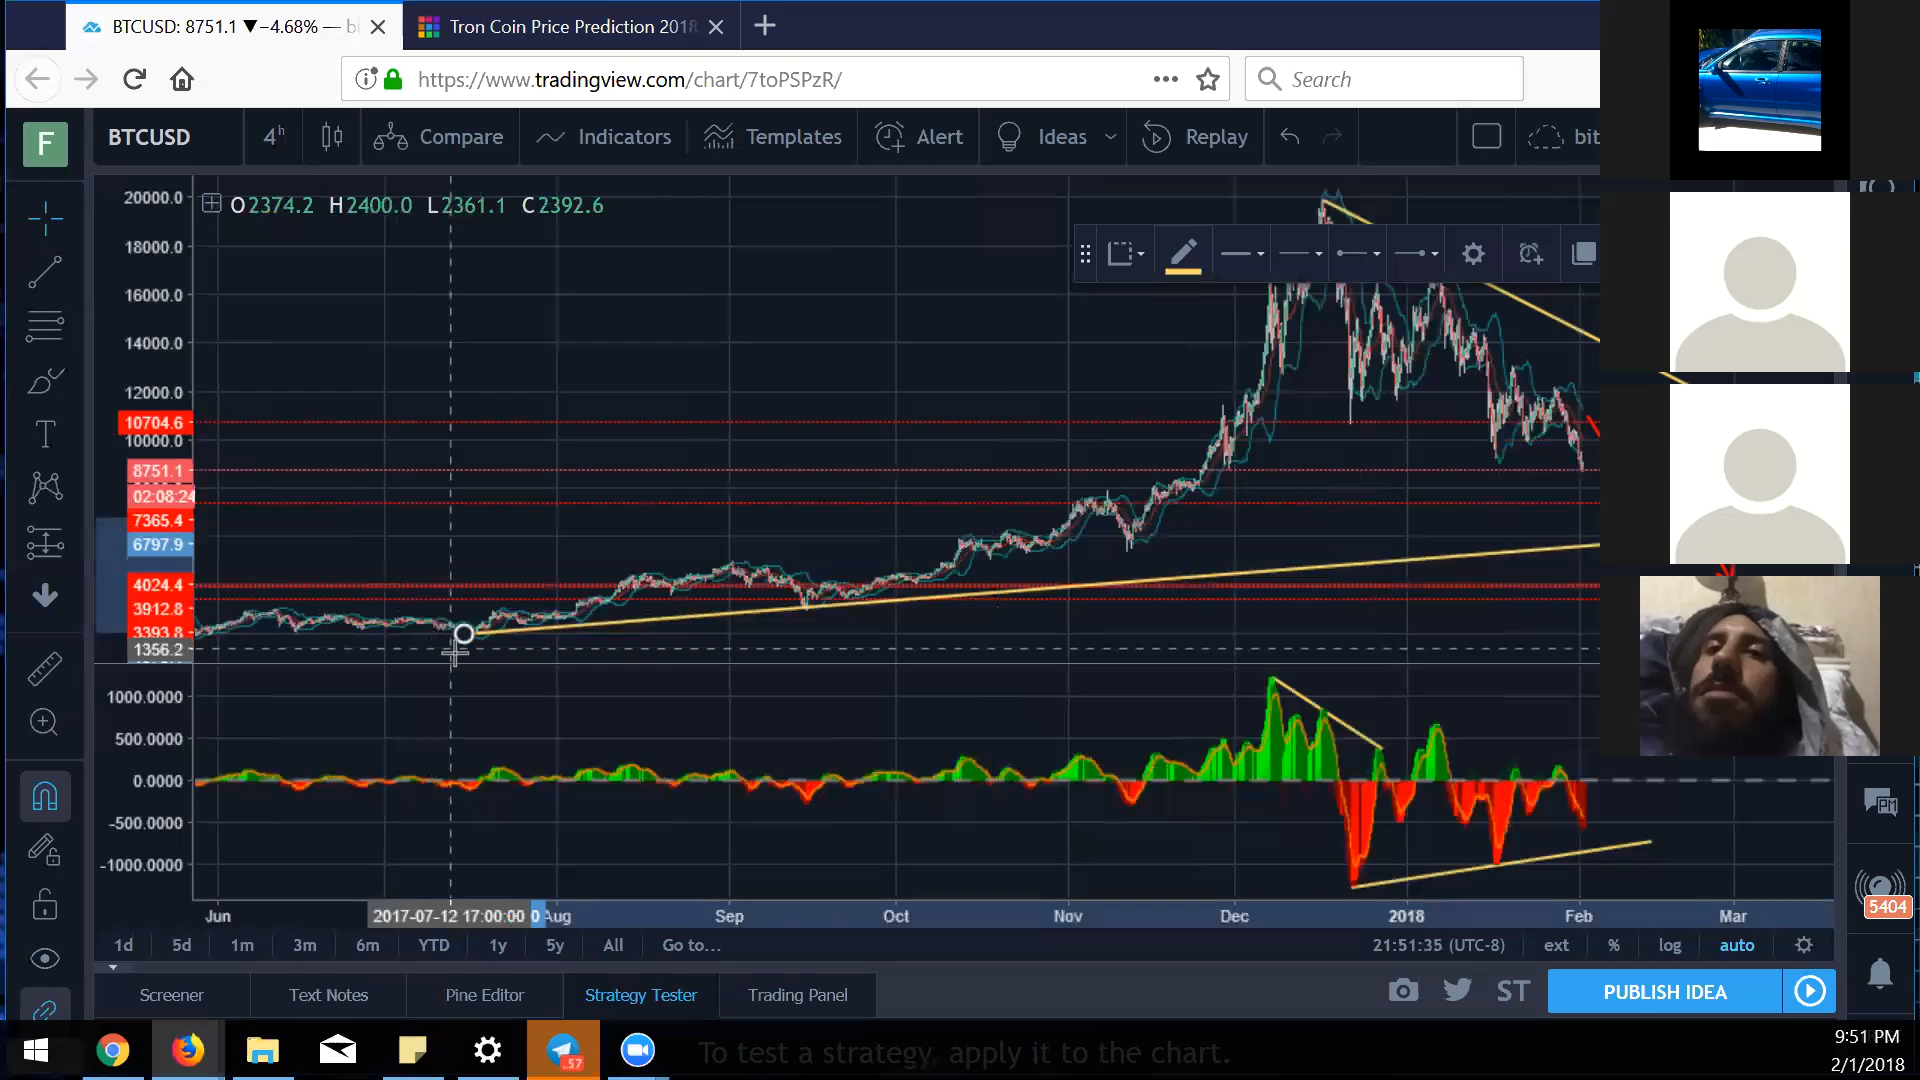 BTCUSD: 8751.1 ▼−4.68% — bi
Tron Coin Price Prediction 2018
https://www.tradingview.com/chart/7toPSPzR/
Search
F
BTCUSD
4h
Compare
Indicators
Templates
Alert
Ideas
Replay
bit
O2374.2 H2400.0 L2361.1 C2392.6
20000.0
18000.0
16000.0
14000.0
12000.0
10704.6
10000.0
8751.1
02:08:24
7365.4
6797.9
4024.4
3912.8
3393.8
1356.2
1000.0000
500.0000
0.0000
-500.0000
-1000.0000
Jun
2017-07-12 17:00:00
0
Aug
Sep
Oct
Nov
Dec
2018
Feb
Mar
1d 5d 1m 3m 6m YTD 1y 5y All Go to...
21:51:35 (UTC-8) ext % log auto
5404
PM
Screener
Text Notes
Pine Editor
Strategy Tester
Trading Panel
ST
PUBLISH IDEA
57
To test a strategy, apply it to the chart.
9:51 PM
2/1/2018